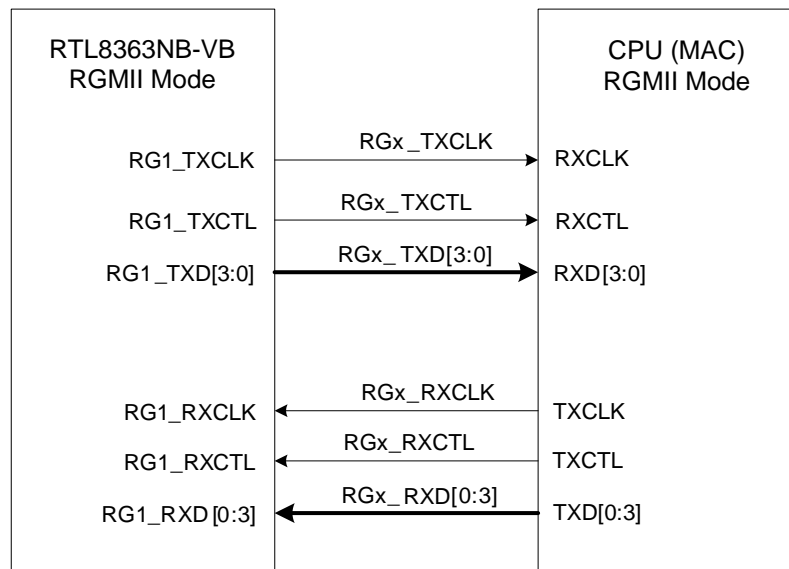 RTL8363NB-VB
RGMII Mode
CPU (MAC)
RGMII Mode
RG1_TXCLK
RGx_TXCLK
RXCLK
RG1_TXCTL
RGx_TXCTL
RXCTL
RG1_TXD[3:0]
RGx_TXD[3:0]
RXD[3:0]
RG1_RXCLK
RGx_RXCLK
TXCLK
RG1_RXCTL
RGx_RXCTL
TXCTL
RG1_RXD[0:3]
RGx_RXD[0:3]
TXD[0:3]